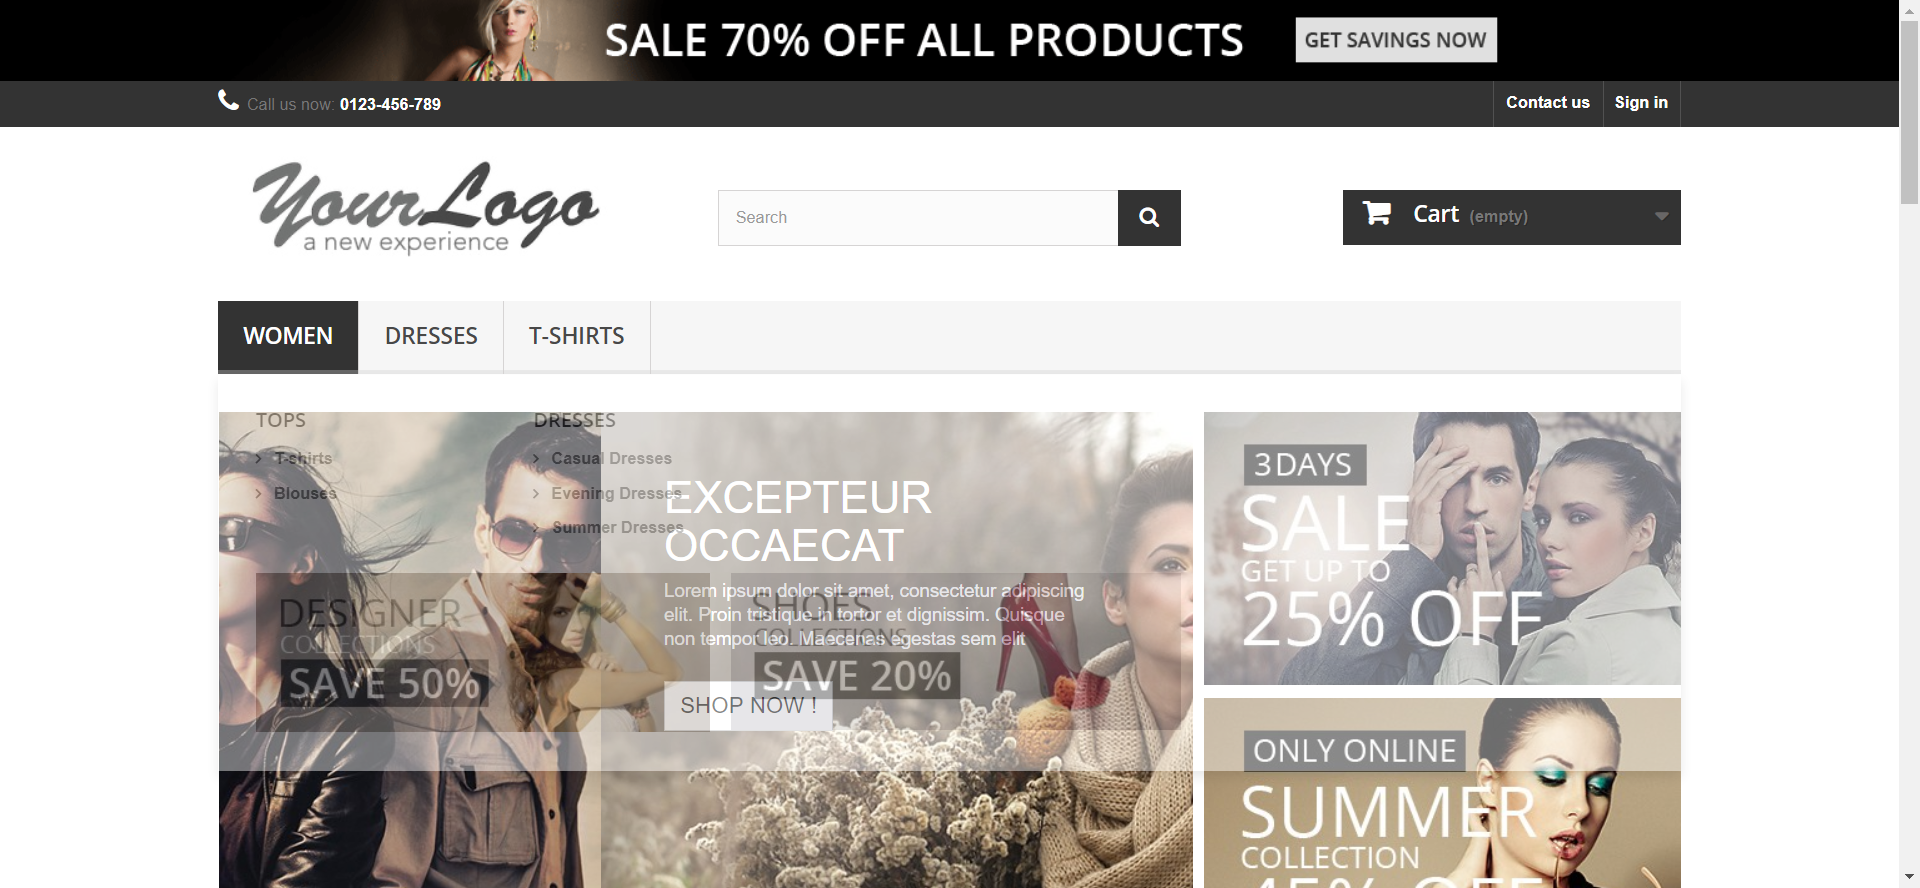 SALE 70% OFF ALL PRODUCTS
GET SAVINGS NOW
Call us now: 0123-456-789
Contact us
Sign in
YourLogo
a new experience
Search
Cart (empty)
WOMEN
DRESSES
T-SHIRTS
TOPS
T-shirts
Blouses
DRESSES
Casual Dresses
Evening Dresses
Summer Dresses
EXCEPTEUR
OCCAECAT
Lorem ipsum dolor sit amet, consectetur adipiscing
elit. Proin tristique in tortor et dignissim. Quisque
non tempor leo. Maecenas egestas sem elit
SHOP NOW !
DESIGNER
COLLECTIONS
SAVE 50%
SHOES
COLLECTIONS
SAVE 20%
3 DAYS
SALE
GET UP TO
25% OFF
ONLY ONLINE
SUMMER
COLLECTION
45% OFF